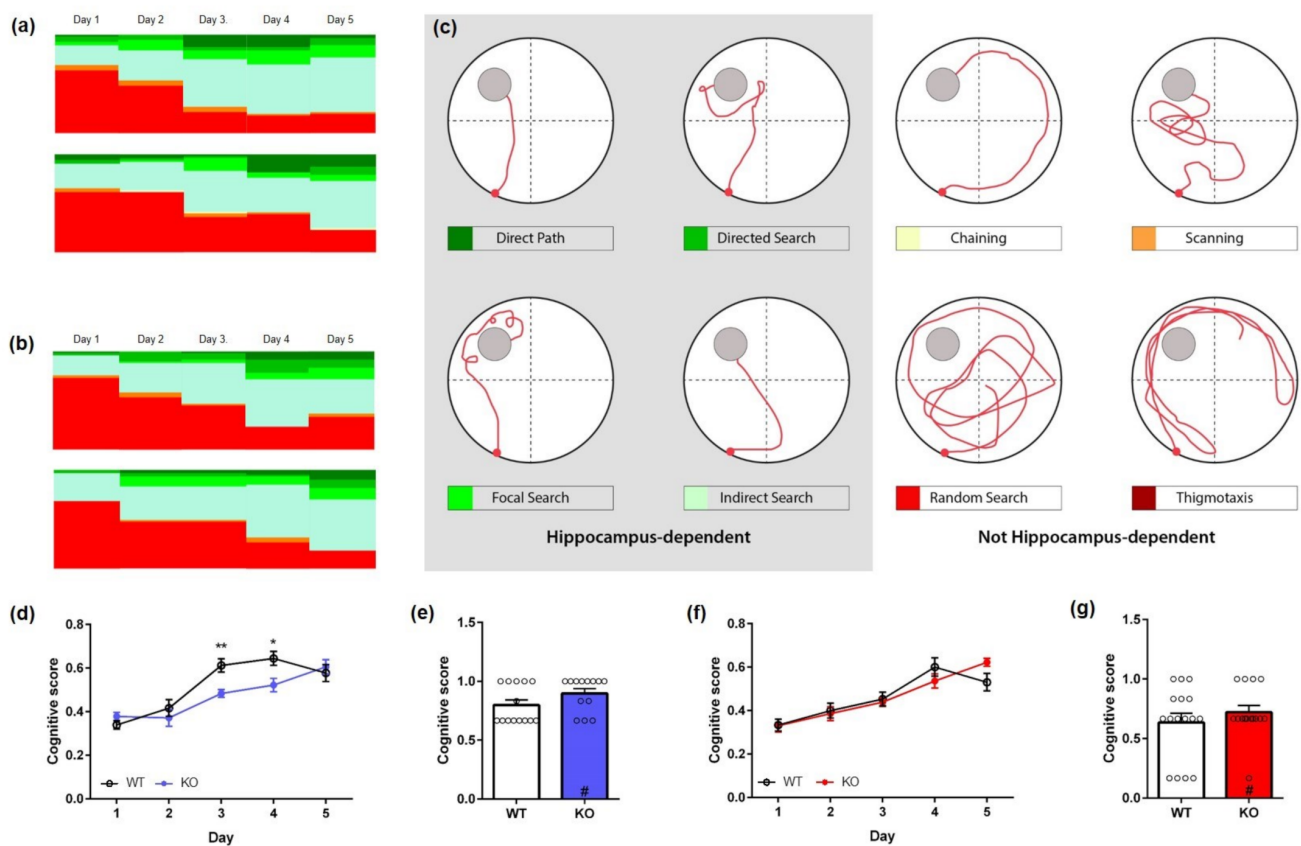 (a)
Day 1 Day 2 Day 3. Day 4 Day 5
(b)
Day 1 Day 2 Day 3. Day 4 Day 5
(c)
Direct Path Directed Search Chaining Scanning
Focal Search Indirect Search Random Search Thigmotaxis
Hippocampus-dependent Not Hippocampus-dependent
(d)
Cognitive score
0.8
0.6
0.4
0.2
0.0
** *
WT KO
1 2 3 4 5
Day
(e)
Cognitive score
1.5
1.0
0.5
0.0
#
WT KO
(f)
Cognitive score
0.8
0.6
0.4
0.2
0.0
WT KO
1 2 3 4 5
Day
(g)
Cognitive score
1.5
1.0
0.5
0.0
#
WT KO